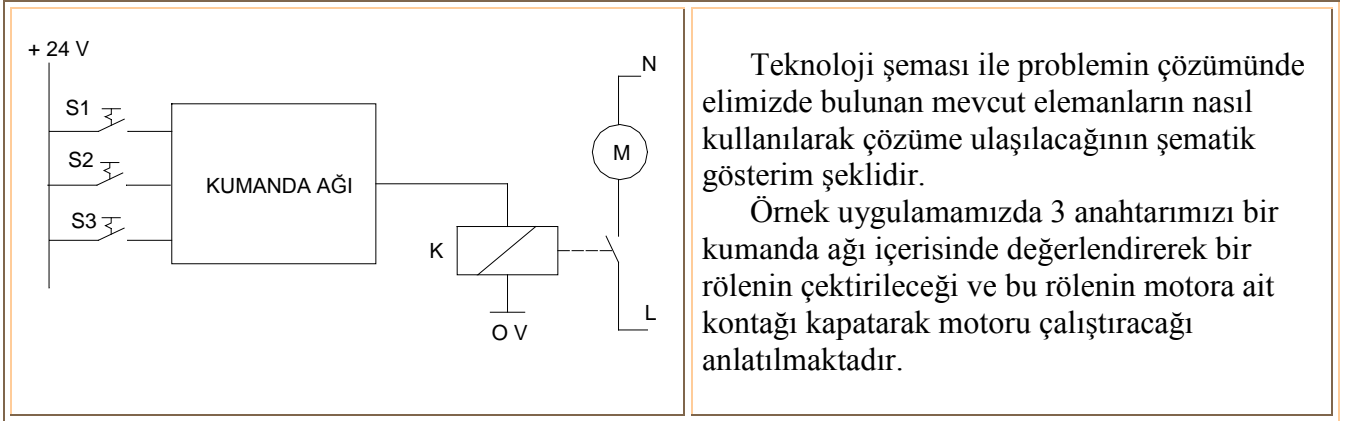 + 24 V
S1
S2
S3
KUMANDA AĞI
K
O V
N
M
L
Teknoloji şeması ile problemin çözümünde
elimizde bulunan mevcut elemanların nasıl
kullanılarak çözüme ulaşılacağının şematik
gösterim şeklidir.
Örnek uygulamamızda 3 anahtarımızı bir
kumanda ağı içerisinde değerlendirerek bir
rölenin çektirileceği ve bu rölenin motora ait
kontağı kapatarak motoru çalıştıracağı
anlatılmaktadır.